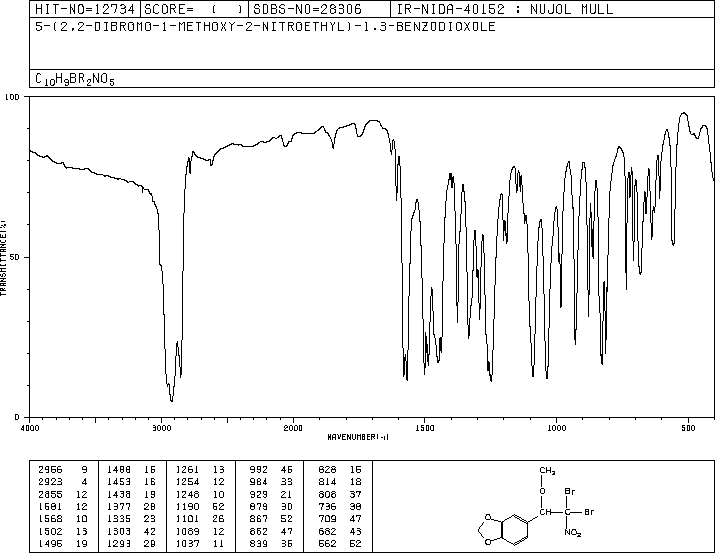 HIT-NO=12734 SCORE= ( ) SDBS-NO=28306 IR-NIDA-40152 : NUJOL MULL
5-(2,2-DIBROMO-1-METHOXY-2-NITROETHYL)-1,3-BENZODIOXOLE
C10H9BR2NO5
100
50
0
TRANSMITTANCE(%)
4000 3000 2000 1500 1000 500
WAVENUMBER(-1)
2956 9 1488 16 1261 13 992 46 828 16
2923 4 1453 16 1254 12 984 33 814 18
2855 12 1438 19 1248 10 929 21 808 37
1581 12 1377 28 1190 52 879 30 736 38
1568 10 1335 23 1101 26 867 52 709 47
1502 13 1303 42 1089 12 862 47 682 43
1495 19 1293 29 1037 11 839 36 562 52
CH3
O Br
CH C Br
O
O NO2